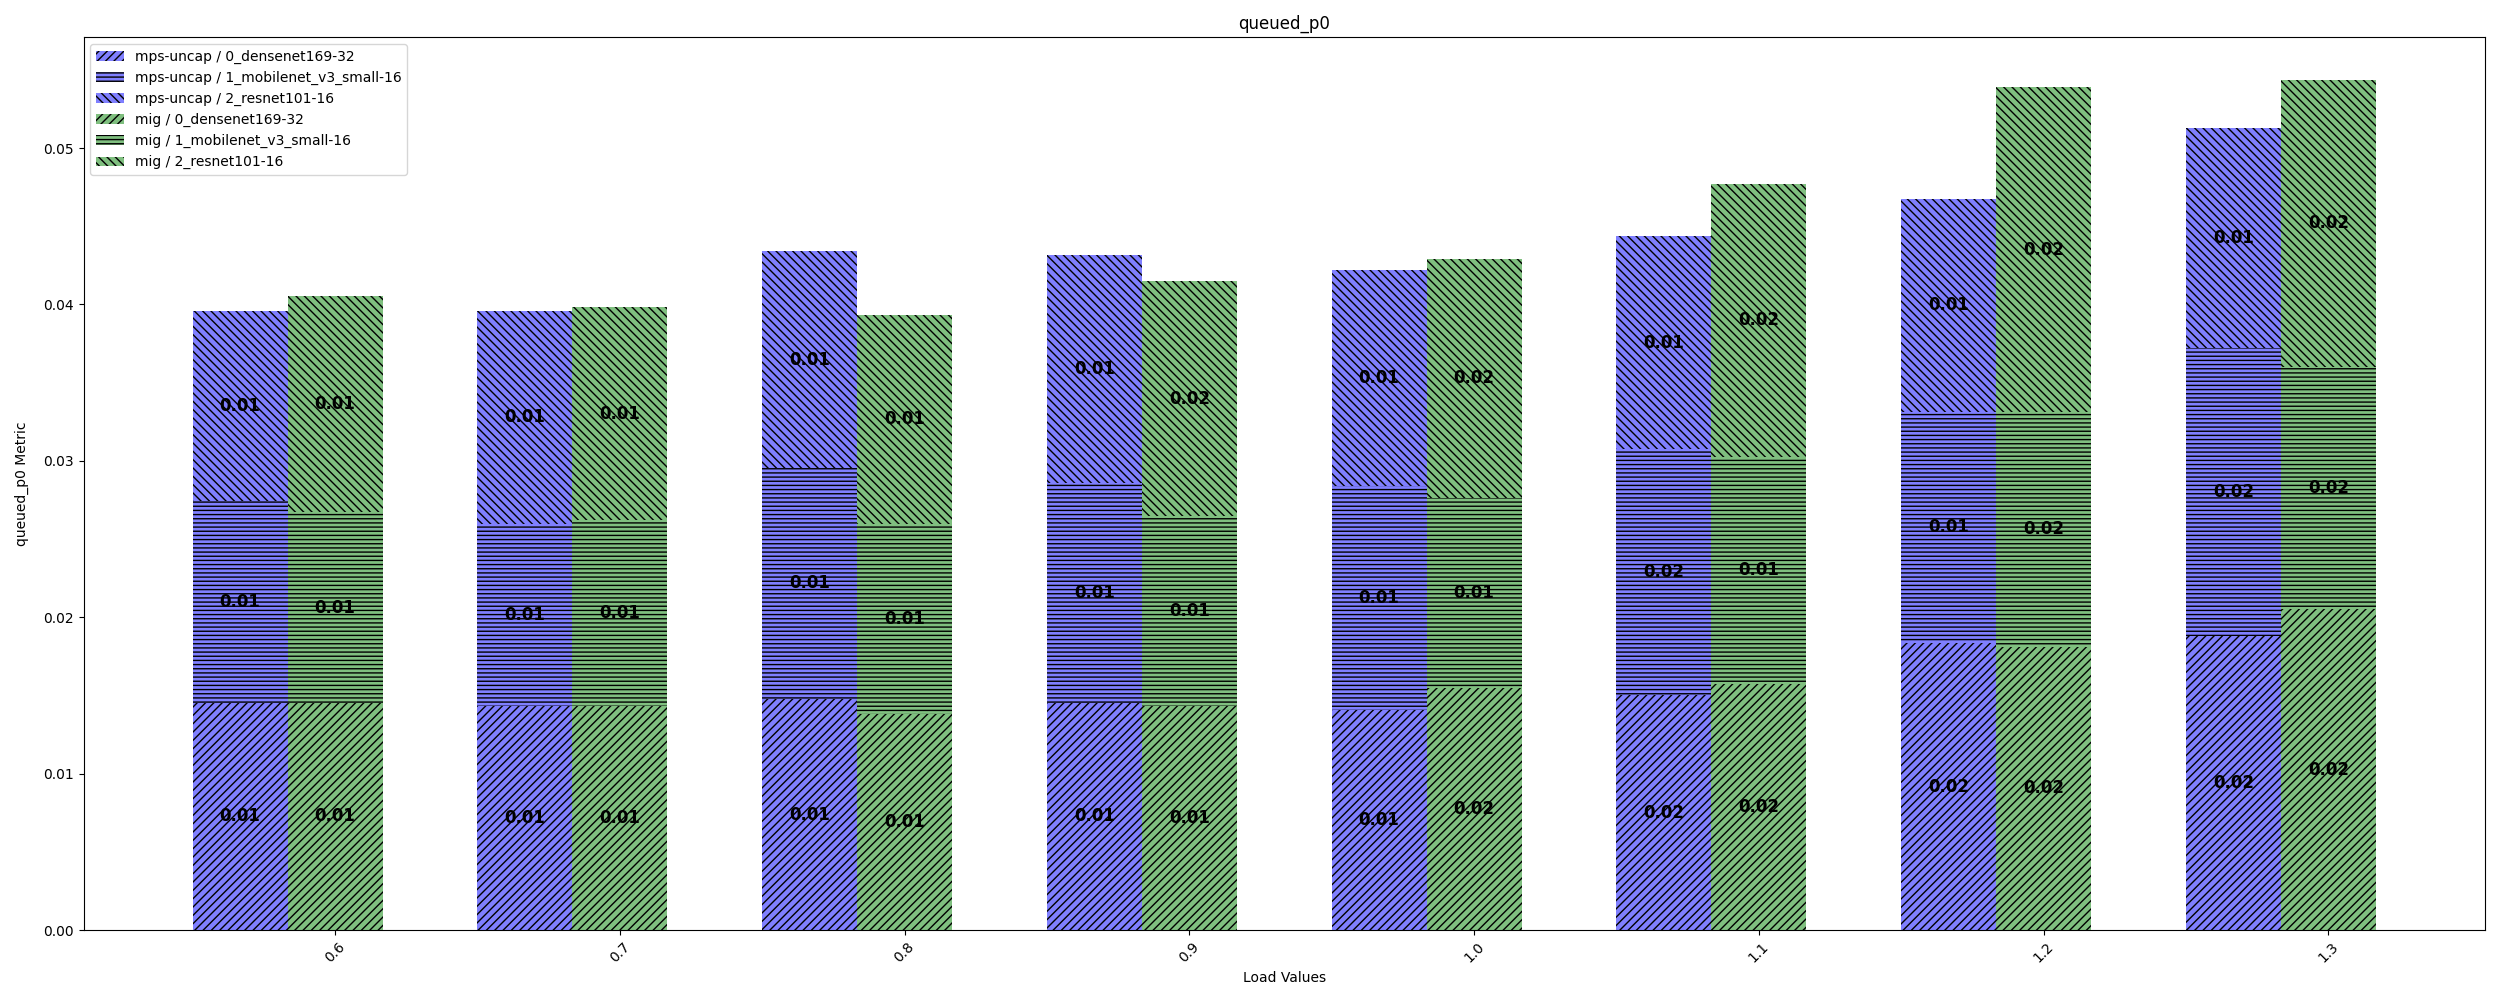 queued_p0
mps-uncap / 0_densenet169-32
mps-uncap / 1_mobilenet_v3_small-16
mps-uncap / 2_resnet101-16
mig / 0_densenet169-32
mig / 1_mobilenet_v3_small-16
mig / 2_resnet101-16
queued_p0 Metric
0.05
0.04
0.03
0.02
0.01
0.00
0.01 0.01 0.01 0.01 0.01 0.01 0.01 0.02 0.01 0.02 0.01 0.02 0.01 0.02 0.01 0.02
0.01 0.01 0.01 0.01 0.01 0.01 0.01 0.01 0.01 0.01 0.02 0.01 0.01 0.02 0.02 0.02
0.01 0.01 0.01 0.01 0.01 0.01 0.01 0.01 0.01 0.02 0.02 0.02 0.02 0.02 0.02 0.02
0.6 0.7 0.8 0.9 1.0 1.1 1.2 1.3
Load Values